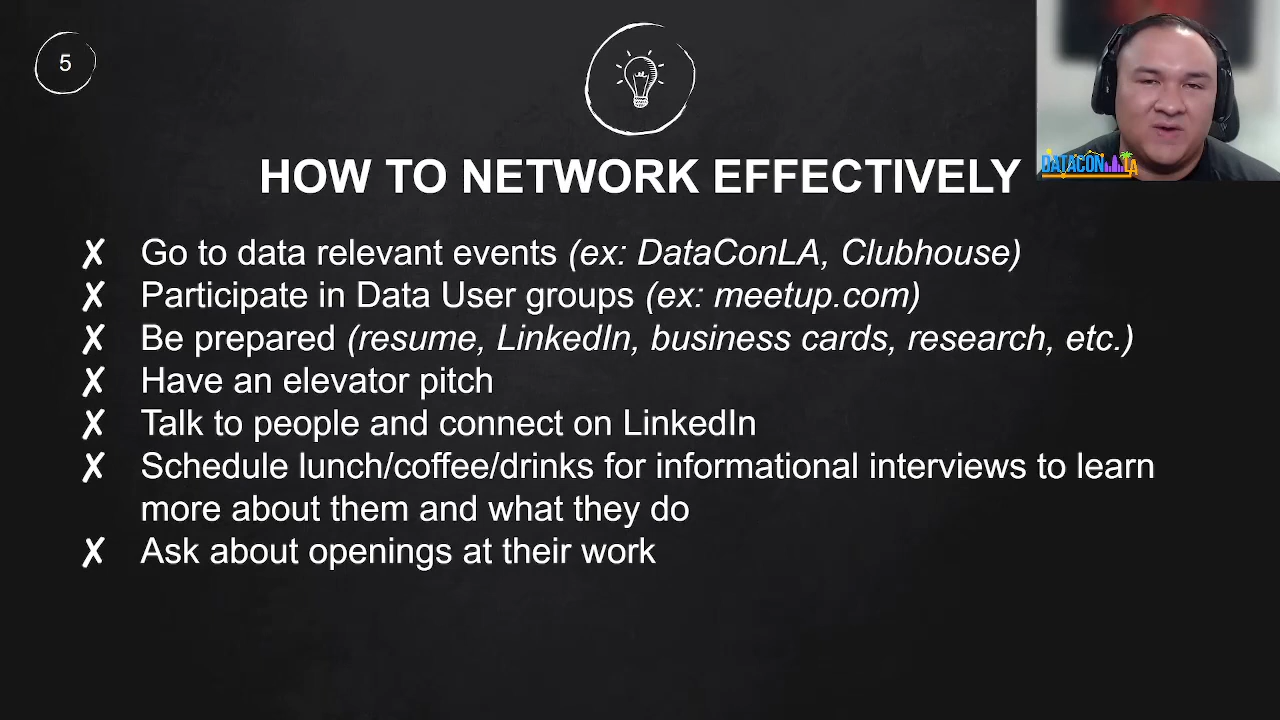 5
HOW TO NETWORK EFFECTIVELY
DATACON LA
✗ Go to data relevant events (ex: DataConLA, Clubhouse)
✗ Participate in Data User groups (ex: meetup.com)
✗ Be prepared (resume, LinkedIn, business cards, research, etc.)
✗ Have an elevator pitch
✗ Talk to people and connect on LinkedIn
✗ Schedule lunch/coffee/drinks for informational interviews to learn
more about them and what they do
✗ Ask about openings at their work